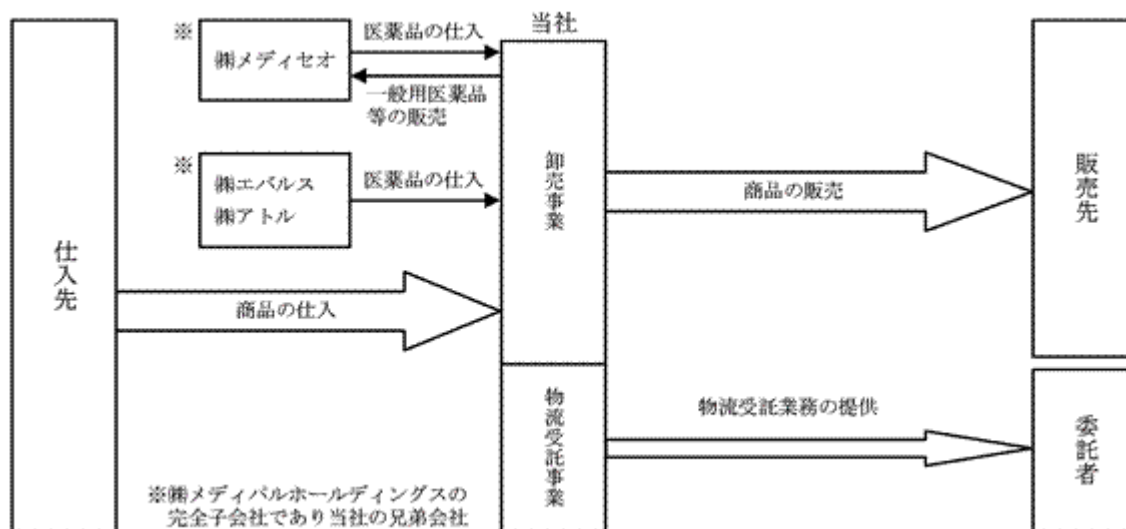 当社
※
㈱メディセオ
医薬品の仕入
一般用医薬品
等の販売
※
㈱エバルス
㈱アトル
医薬品の仕入
仕入先
商品の仕入
卸売事業
商品の販売
販売先
物流受託事業
物流受託業務の提供
委託者
※㈱メディパルホールディングスの
完全子会社であり当社の兄弟会社